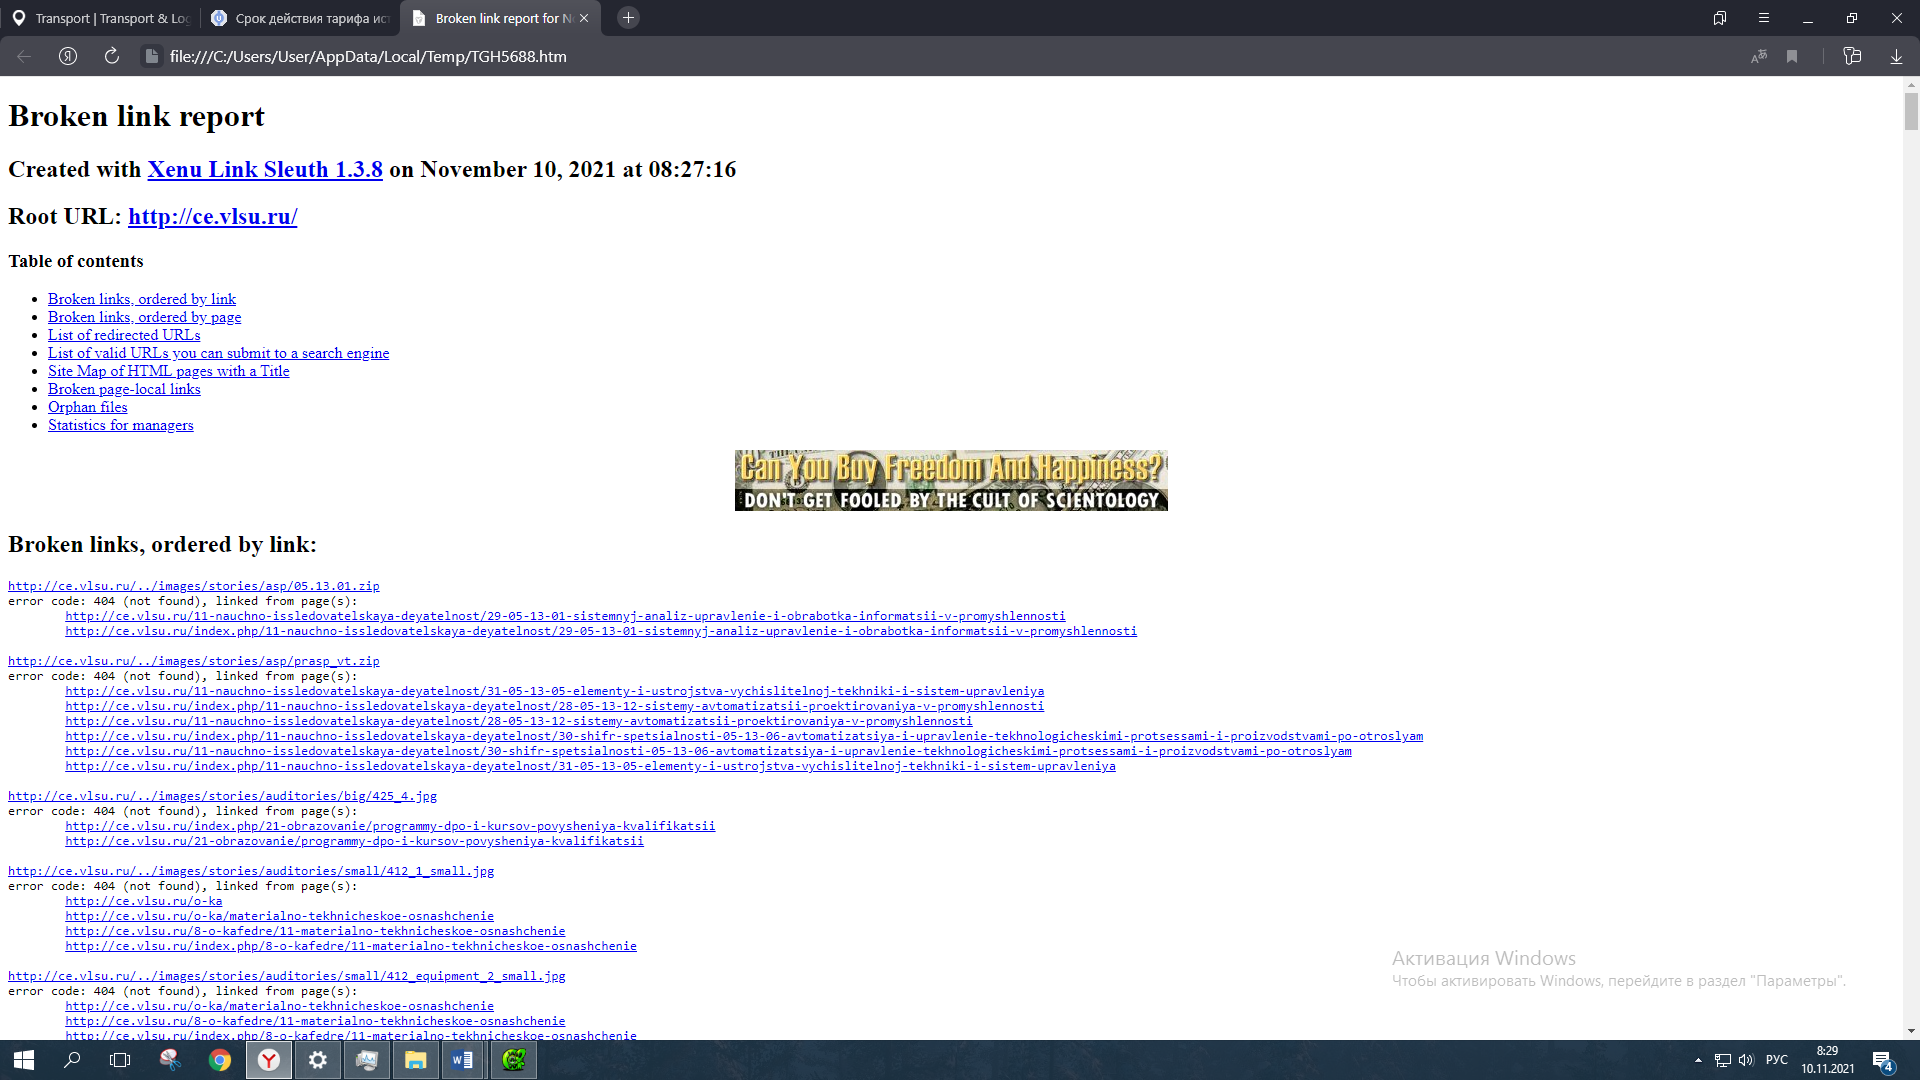 Transport | Transport & Log
Срок действия тарифа ист
Broken link report for N
file:///C:/Users/User/AppData/Local/Temp/TGH5688.htm
Broken link report
Created with Xenu Link Sleuth 1.3.8 on November 10, 2021 at 08:27:16
Root URL: http://ce.vlsu.ru/
Table of contents
Broken links, ordered by link
Broken links, ordered by page
List of redirected URLs
List of valid URLs you can submit to a search engine
Site Map of HTML pages with a Title
Broken page-local links
Orphan files
Statistics for managers
Can You Buy Freedom And Happiness?
DON'T GET FOOLED BY THE CULT OF SCIENTOLOGY
Broken links, ordered by link:
http://ce.vlsu.ru/../images/stories/asp/05.13.01.zip
error code: 404 (not found), linked from page(s):
http://ce.vlsu.ru/11-nauchno-issledovatelskaya-deyatelnost/29-05-13-01-sistemnyj-analiz-upravlenie-i-obrabotka-informatsii-v-promyshlennosti
http://ce.vlsu.ru/index.php/11-nauchno-issledovatelskaya-deyatelnost/29-05-13-01-sistemnyj-analiz-upravlenie-i-obrabotka-informatsii-v-promyshlennosti
http://ce.vlsu.ru/../images/stories/asp/prasp_vt.zip
error code: 404 (not found), linked from page(s):
http://ce.vlsu.ru/11-nauchno-issledovatelskaya-deyatelnost/31-05-13-05-elementy-i-ustrojstva-vychislitelnoj-tekhniki-i-sistem-upravleniya
http://ce.vlsu.ru/index.php/11-nauchno-issledovatelskaya-deyatelnost/28-05-13-12-sistemy-avtomatizatsii-proektirovaniya-v-promyshlennosti
http://ce.vlsu.ru/11-nauchno-issledovatelskaya-deyatelnost/28-05-13-12-sistemy-avtomatizatsii-proektirovaniya-v-promyshlennosti
http://ce.vlsu.ru/index.php/11-nauchno-issledovatelskaya-deyatelnost/30-shifr-spetsialnosti-05-13-06-avtomatizatsiya-i-upravlenie-tekhnologicheskimi-protsessami-i-proizvodstvami-po-otroslyam
http://ce.vlsu.ru/11-nauchno-issledovatelskaya-deyatelnost/30-shifr-spetsialnosti-05-13-06-avtomatizatsiya-i-upravlenie-tekhnologicheskimi-protsessami-i-proizvodstvami-po-otroslyam
http://ce.vlsu.ru/index.php/11-nauchno-issledovatelskaya-deyatelnost/31-05-13-05-elementy-i-ustrojstva-vychislitelnoj-tekhniki-i-sistem-upravleniya
http://ce.vlsu.ru/../images/stories/auditories/big/425_4.jpg
error code: 404 (not found), linked from page(s):
http://ce.vlsu.ru/index.php/21-obrazovanie/programmy-dpo-i-kursov-povysheniya-kvalifikatsii
http://ce.vlsu.ru/21-obrazovanie/programmy-dpo-i-kursov-povysheniya-kvalifikatsii
http://ce.vlsu.ru/../images/stories/auditories/small/412_1_small.jpg
error code: 404 (not found), linked from page(s):
http://ce.vlsu.ru/o-ka
http://ce.vlsu.ru/o-ka/materialno-tekhnicheskoe-osnashchenie
http://ce.vlsu.ru/8-o-kafedre/11-materialno-tekhnicheskoe-osnashchenie
http://ce.vlsu.ru/index.php/8-o-kafedre/11-materialno-tekhnicheskoe-osnashchenie
http://ce.vlsu.ru/../images/stories/auditories/small/412_equipment_2_small.jpg
error code: 404 (not found), linked from page(s):
http://ce.vlsu.ru/o-ka/materialno-tekhnicheskoe-osnashchenie
http://ce.vlsu.ru/8-o-kafedre/11-materialno-tekhnicheskoe-osnashchenie
http://ce.vlsu.ru/index.php/8-o-kafedre/11-materialno-tekhnicheskoe-osnashchenie
Активация Windows
Чтобы активировать Windows, перейдите в раздел "Параметры".
РУС
8:29
10.11.2021
4